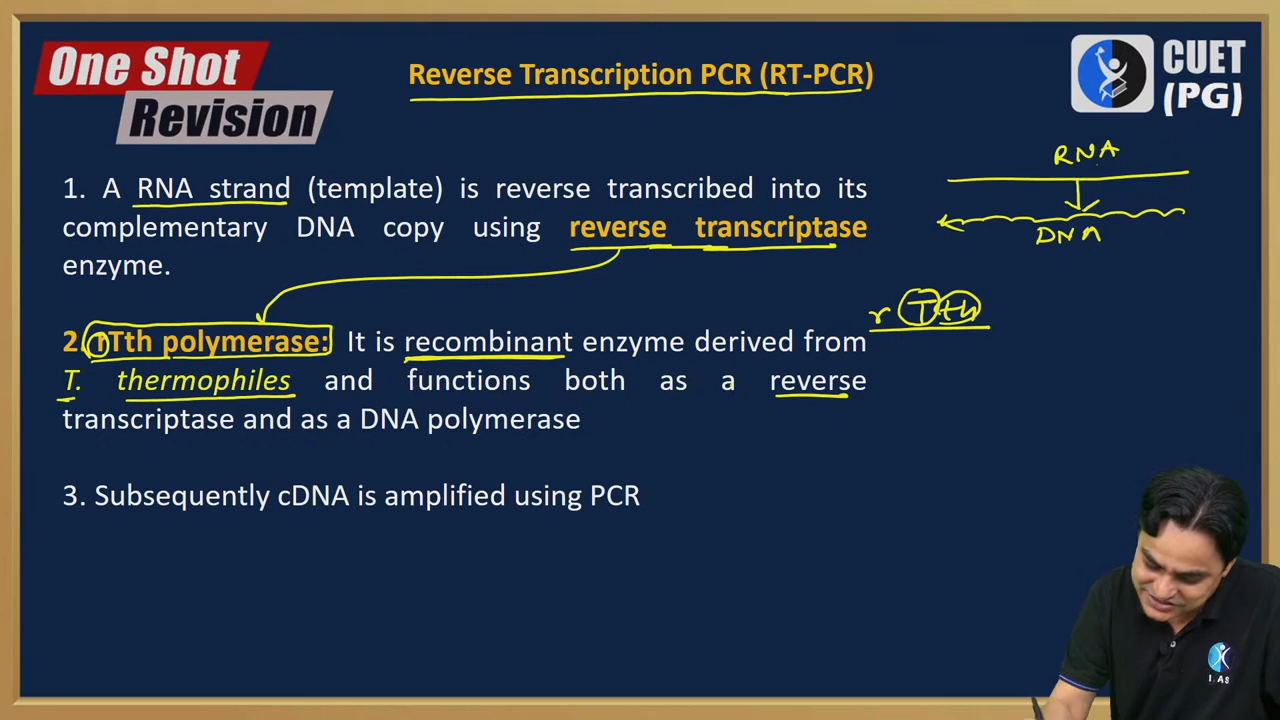 One Shot
Revision
Reverse Transcription PCR (RT-PCR)
CUET
(PG)
1. A RNA strand (template) is reverse transcribed into its
complementary DNA copy using reverse transcriptase
enzyme.
RNA
DNA
r Tth
2. rTth polymerase: It is recombinant enzyme derived from
T. thermophiles and functions both as a reverse
transcriptase and as a DNA polymerase
3. Subsequently cDNA is amplified using PCR